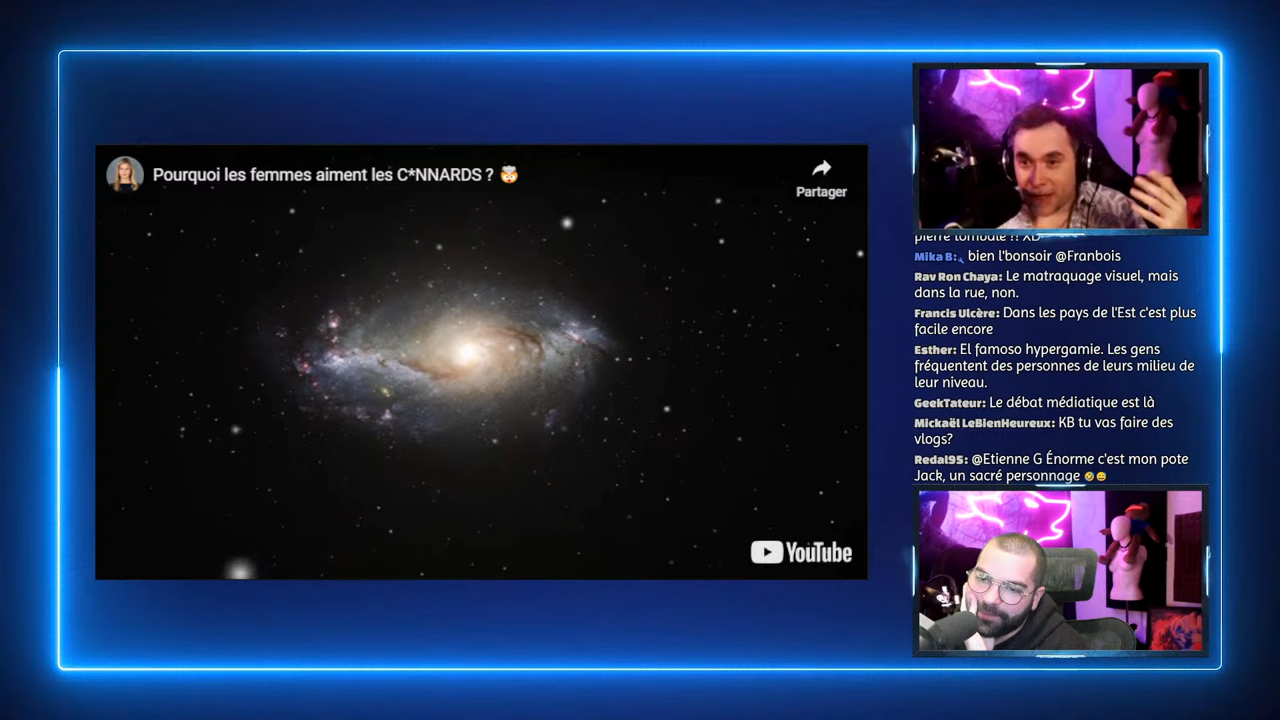 Pourquoi les femmes aiment les C*NNARDS ? 🤯
Partager
YouTube
pierre tombale !! XD
Mika B: bien l'bonsoir @Franbois
Rav Ron Chaya: Le matraquage visuel, mais
dans la rue, non.
Francis Ulcère: Dans les pays de l'Est c'est plus
facile encore
Esther: El famoso hypergamie. Les gens
fréquentent des personnes de leurs milieu de
leur niveau.
GeekTateur: Le débat médiatique est là
Mickaël LeBienHeureux: KB tu vas faire des
vlogs?
Redal95: @Etienne G Énorme c'est mon pote
Jack, un sacré personnage 🤣😅